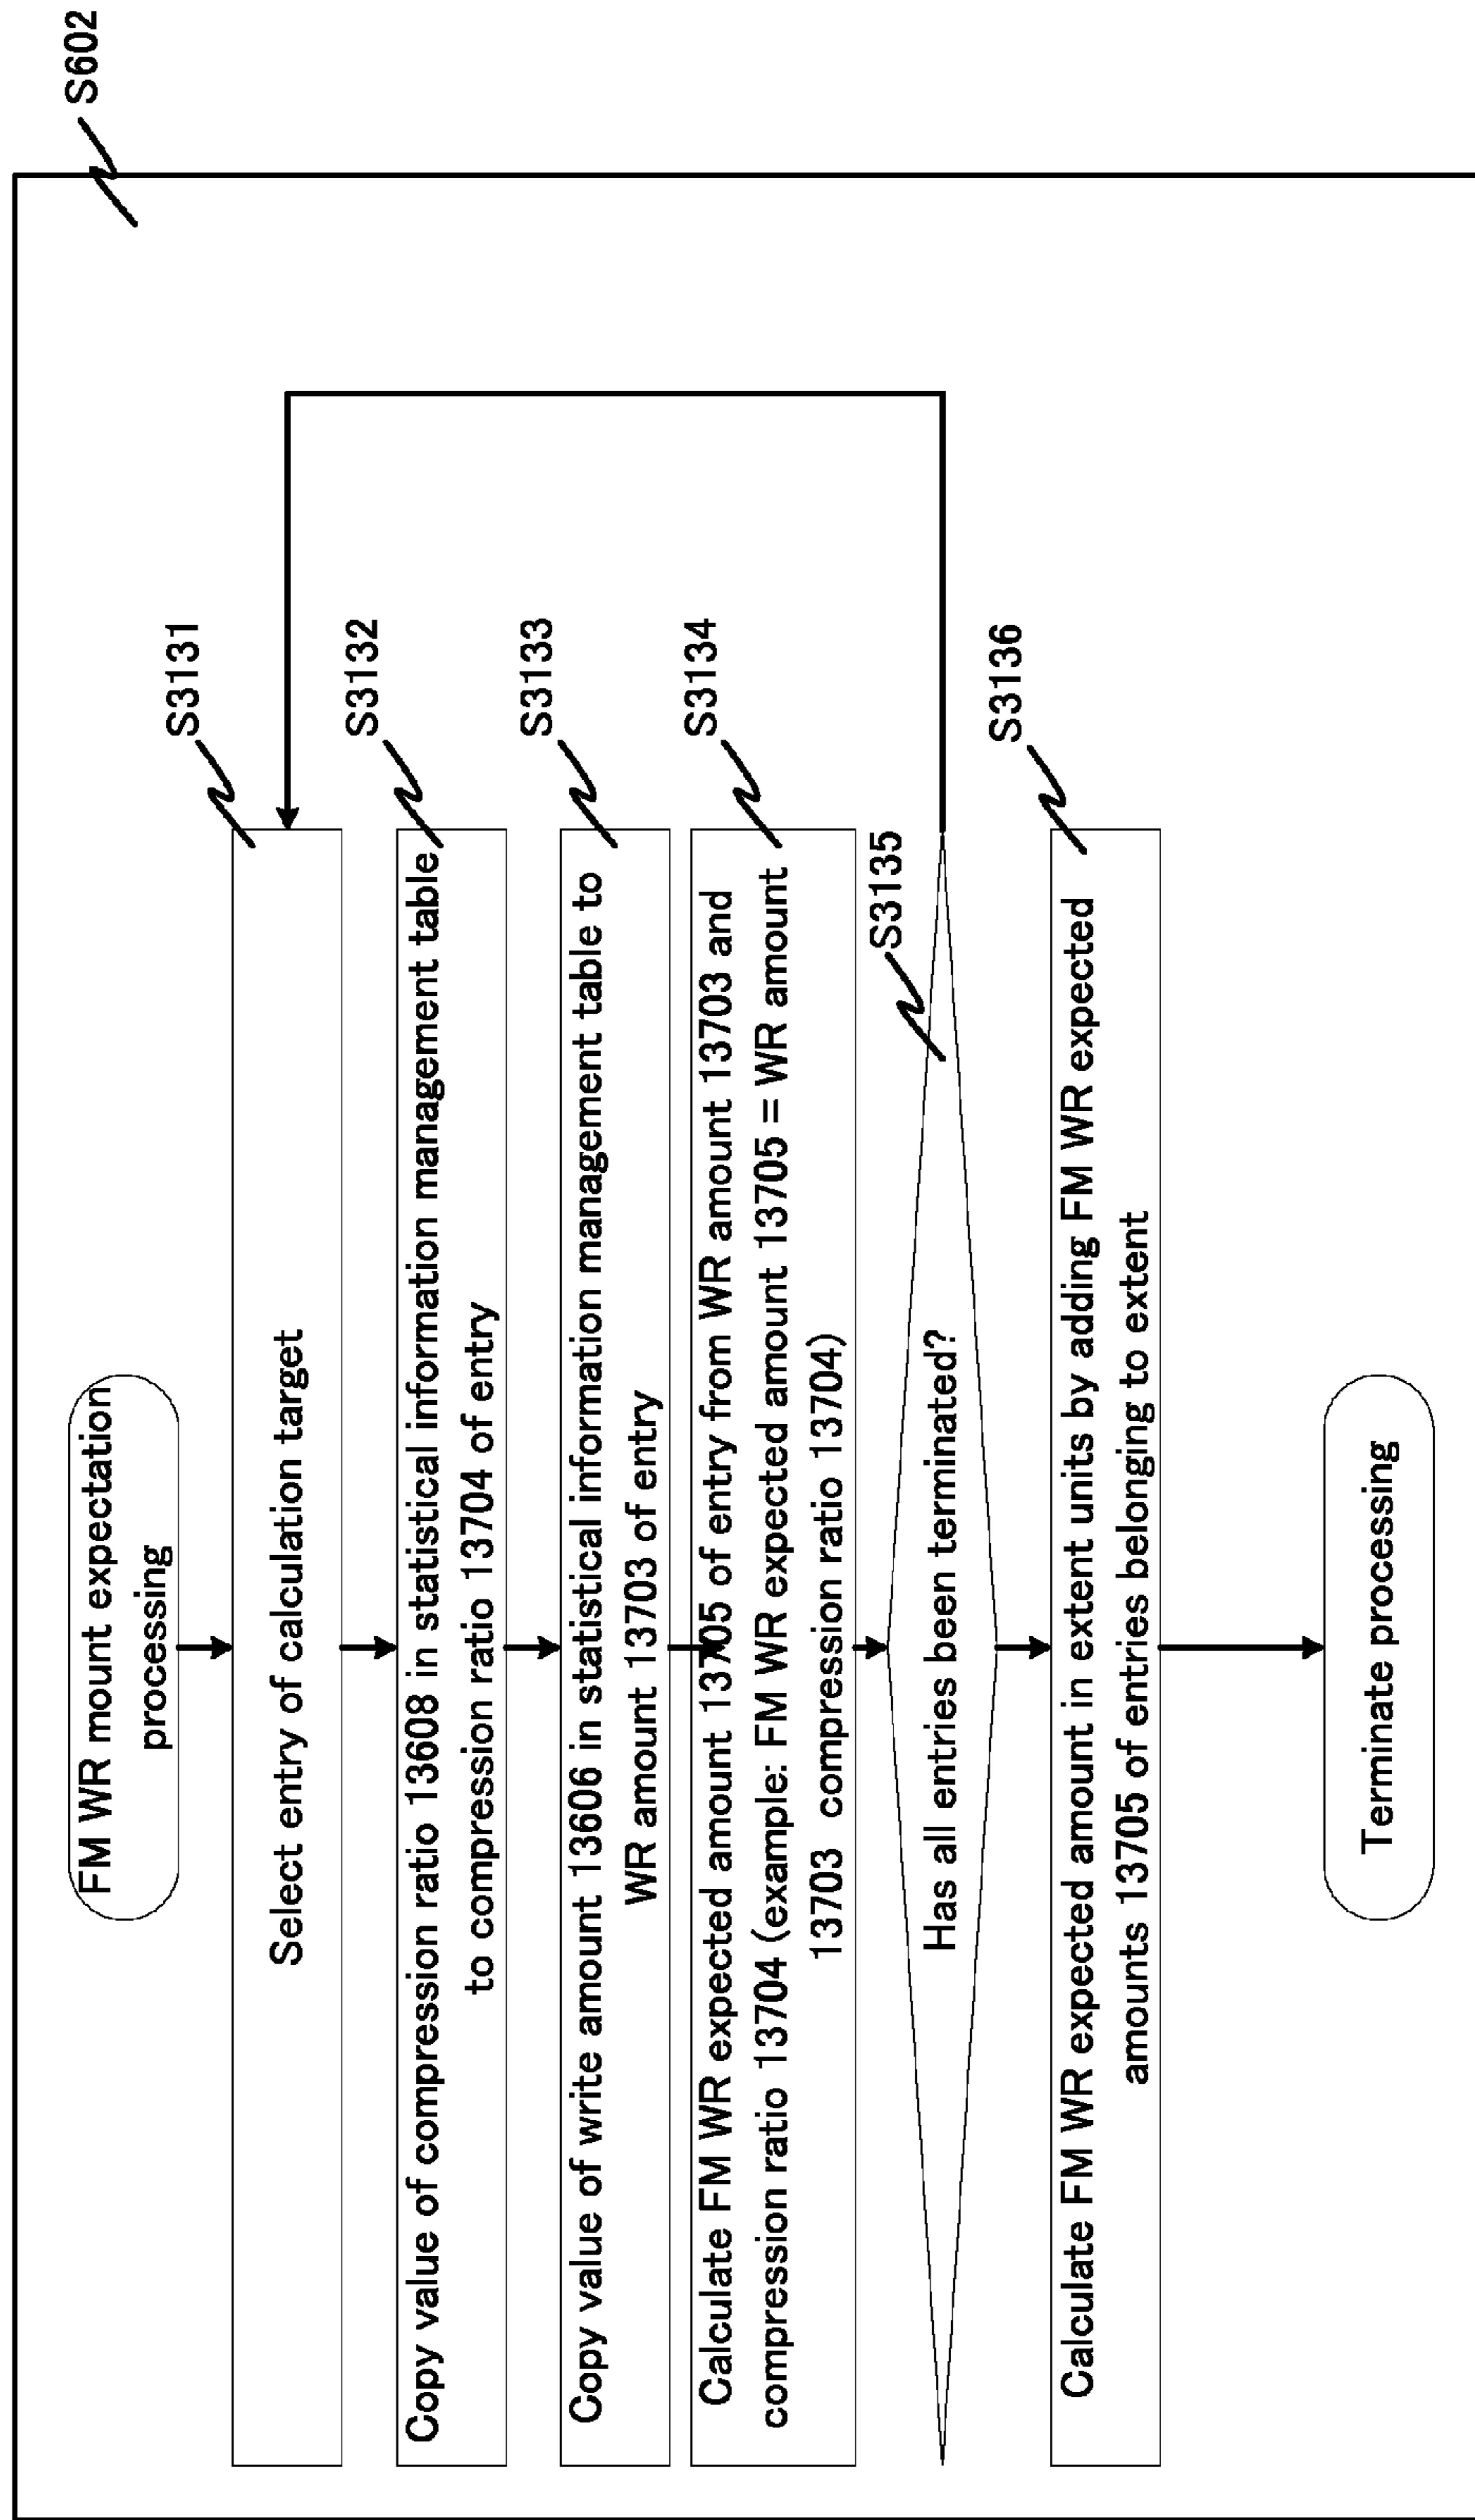 S602
FM WR mount expectation
processing
S3131
Select entry of calculation target
S3132
Copy value of compression ratio 13608 in statistical information management table
to compression ratio 13704 of entry
S3133
Copy value of write amount 13606 in statistical information management table to
WR amount 13703 of entry
S3134
Calculate FM WR expected amount 13705 of entry from WR amount 13703 and
compression ratio 13704 (example: FM WR expected amount 13705 = WR amount
13703 compression ratio 13704)
S3135
Has all entries been terminated?
S3136
Calculate FM WR expected amount in extent units by adding FM WR expected
amounts 13705 of entries belonging to extent
Terminate processing